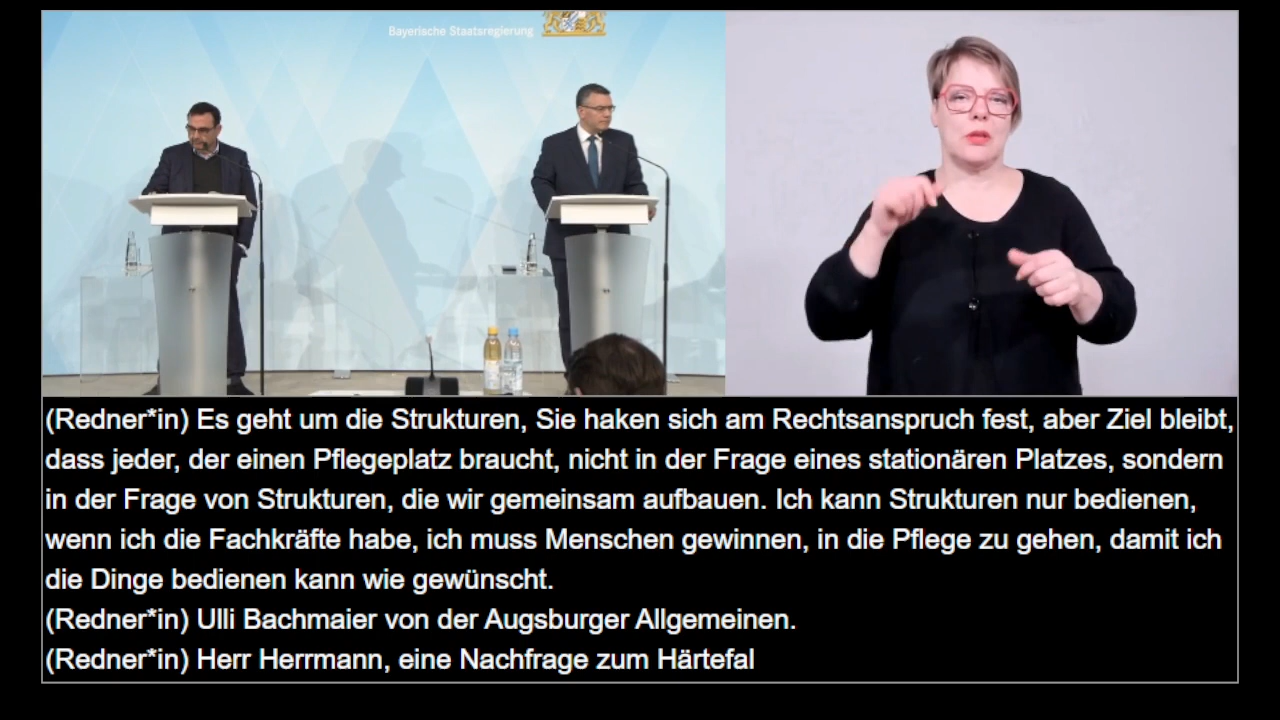 Bayerische Staatsregierung
(Redner*in) Es geht um die Strukturen, Sie haken sich am Rechtsanspruch fest, aber Ziel bleibt,
dass jeder, der einen Pflegeplatz braucht, nicht in der Frage eines stationären Platzes, sondern
in der Frage von Strukturen, die wir gemeinsam aufbauen. Ich kann Strukturen nur bedienen,
wenn ich die Fachkräfte habe, ich muss Menschen gewinnen, in die Pflege zu gehen, damit ich
die Dinge bedienen kann wie gewünscht.
(Redner*in) Ulli Bachmaier von der Augsburger Allgemeinen.
(Redner*in) Herr Herrmann, eine Nachfrage zum Härtefal